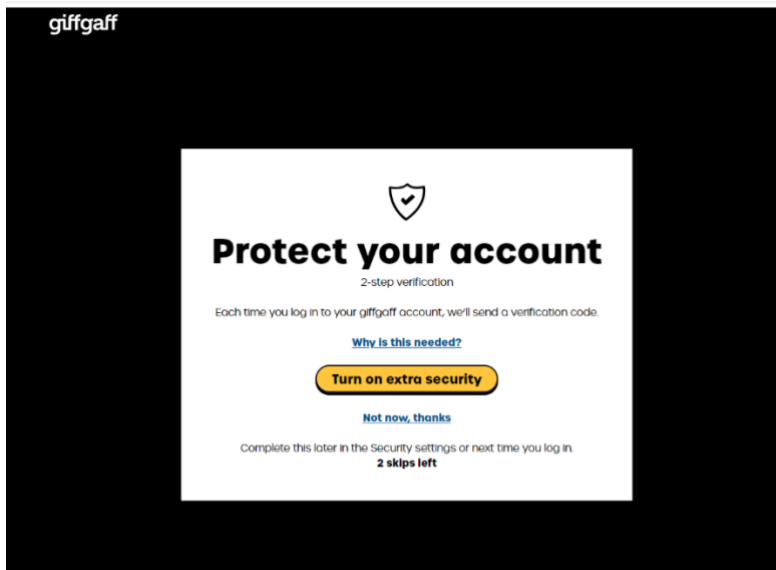 giffgaff
Protect your account
2-step verification
Each time you log in to your giffgaff account, we'll send a verification code.
Why is this needed?
Turn on extra security
Not now, thanks
Complete this later in the Security settings or next time you log in.
2 skips left